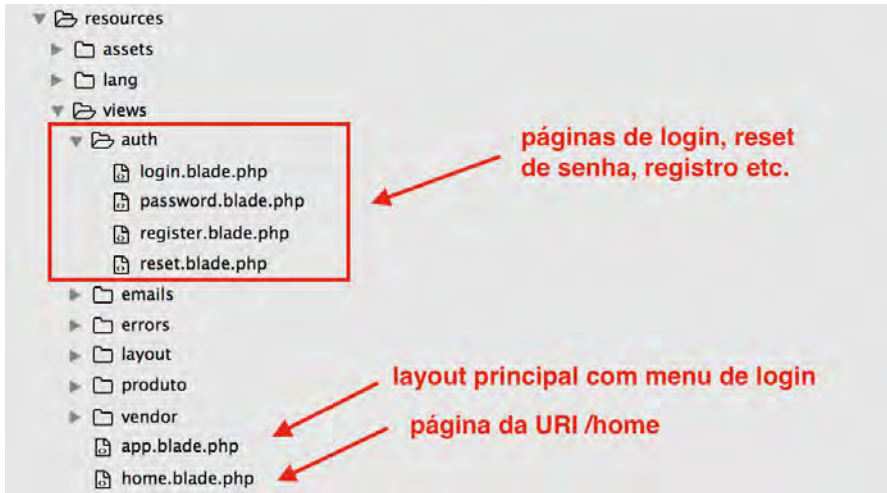 resources
assets
lang
views
auth
login.blade.php
password.blade.php
register.blade.php
reset.blade.php
páginas de login, reset
de senha, registro etc.
emails
errors
layout
produto
vendor
app.blade.php
home.blade.php
layout principal com menu de login
página da URI /home